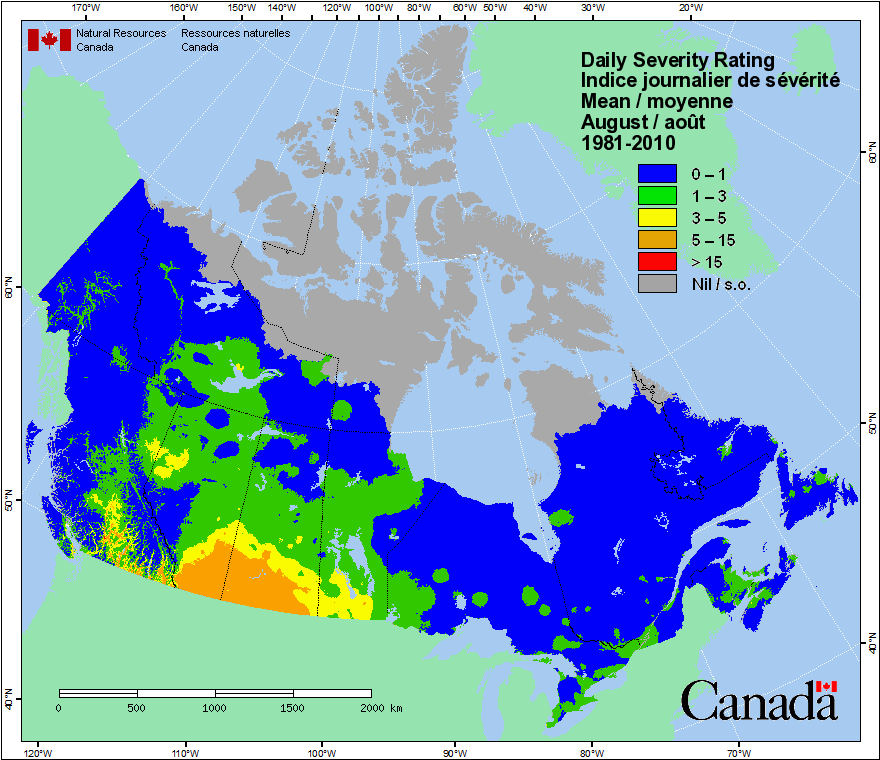 170°W 160°W 150°W 140°W 120°W 100°W 80°W 60°W 50°W 40°W 30°W 20°W
Natural Resources Ressources naturelles
Canada Canada
Daily Severity Rating
Indice journalier de sévérité
Mean / moyenne
August / août
1981-2010
0 – 1
1 – 3
3 – 5
5 – 15
> 15
Nil / s.o.
60°N
60°N
50°N
50°N
40°N
40°N
0 500 1000 1500 2000 km
Canada
120°W 110°W 100°W 90°W 80°W 70°W